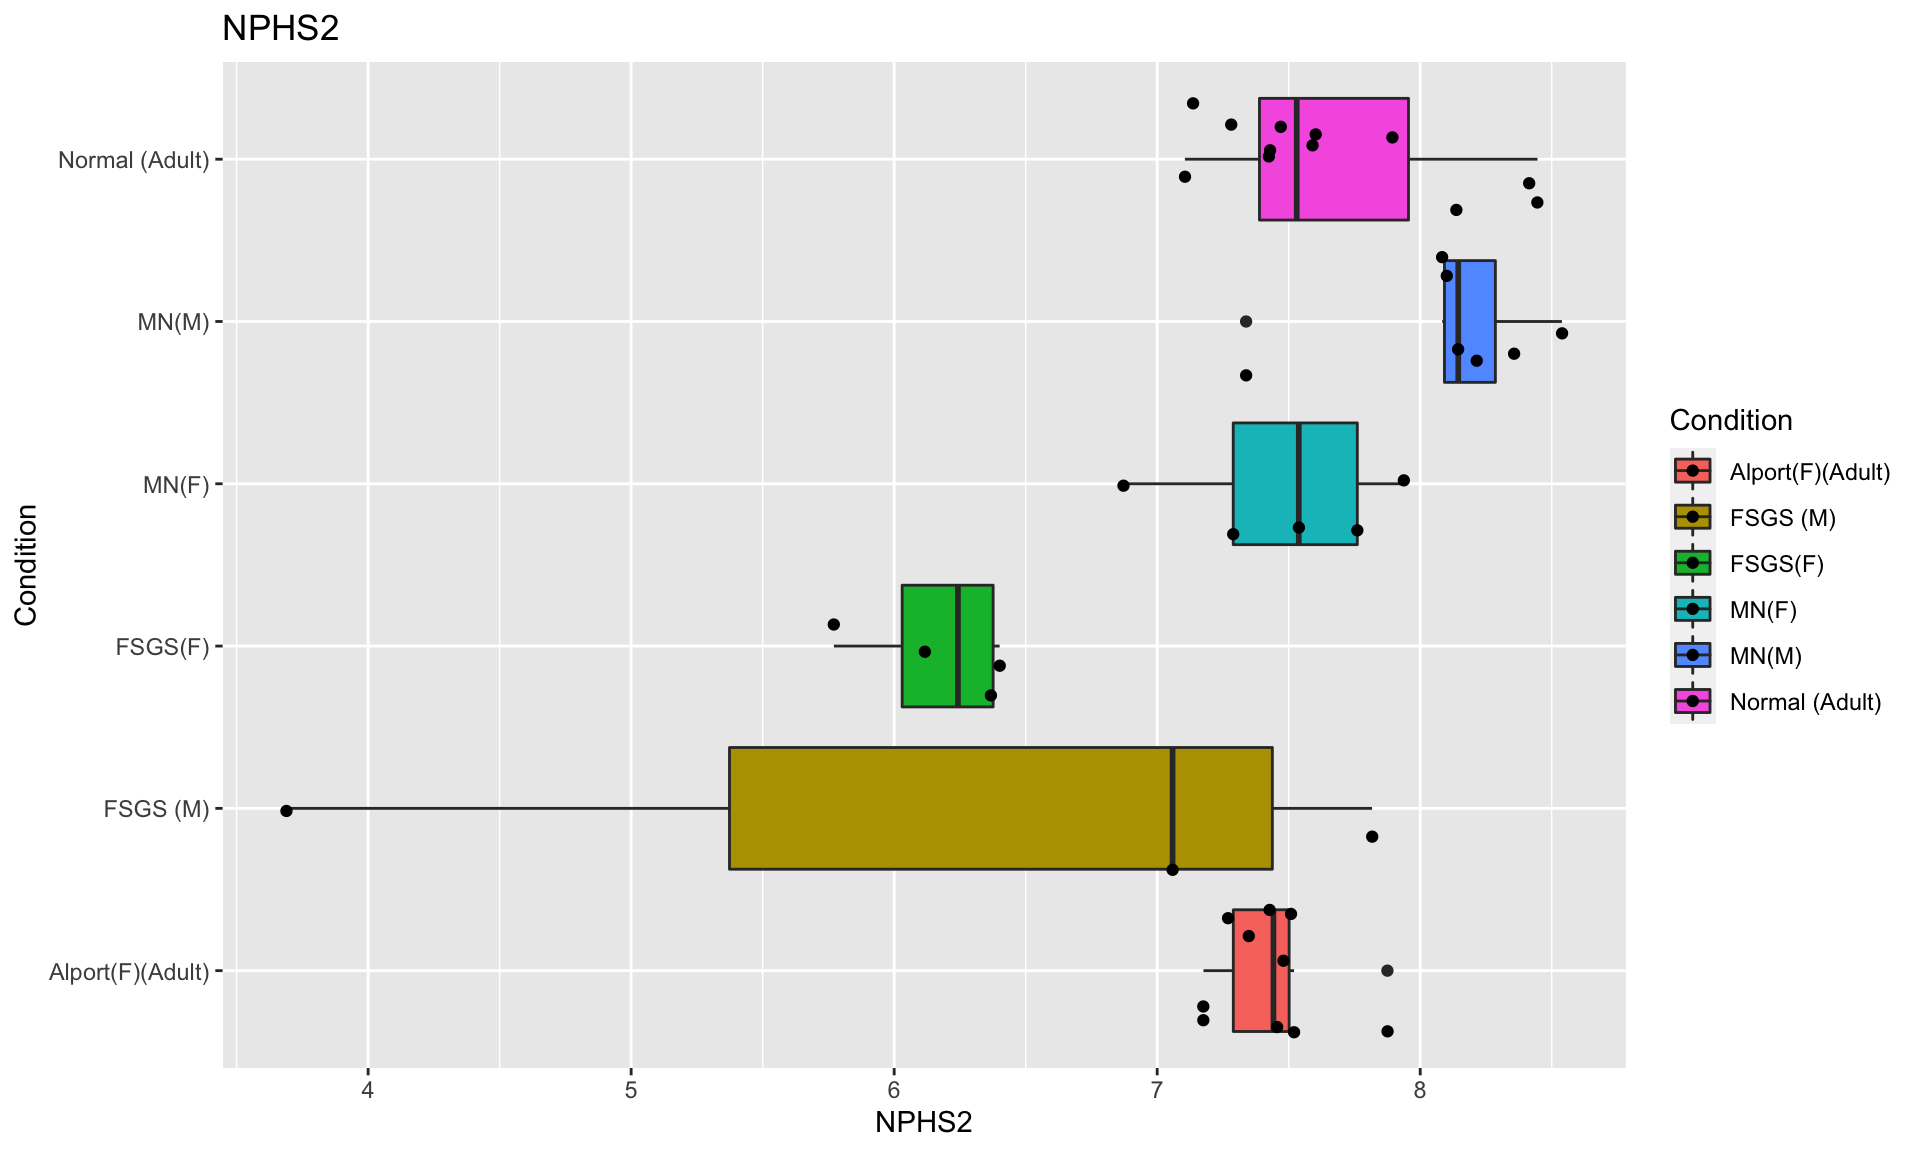 NPHS2
Normal (Adult)
MN(M)
MN(F)
FSGS(F)
FSGS (M)
Alport(F)(Adult)
Condition
4 5 6 7 8
NPHS2
Condition
Alport(F)(Adult)
FSGS (M)
FSGS(F)
MN(F)
MN(M)
Normal (Adult)